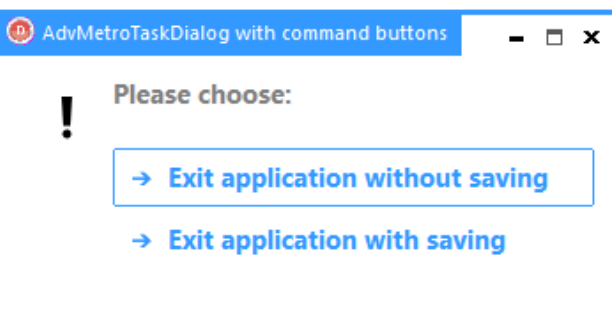 AdvMetroTaskDialog with command buttons
Please choose:
!
→ Exit application without saving
→ Exit application with saving